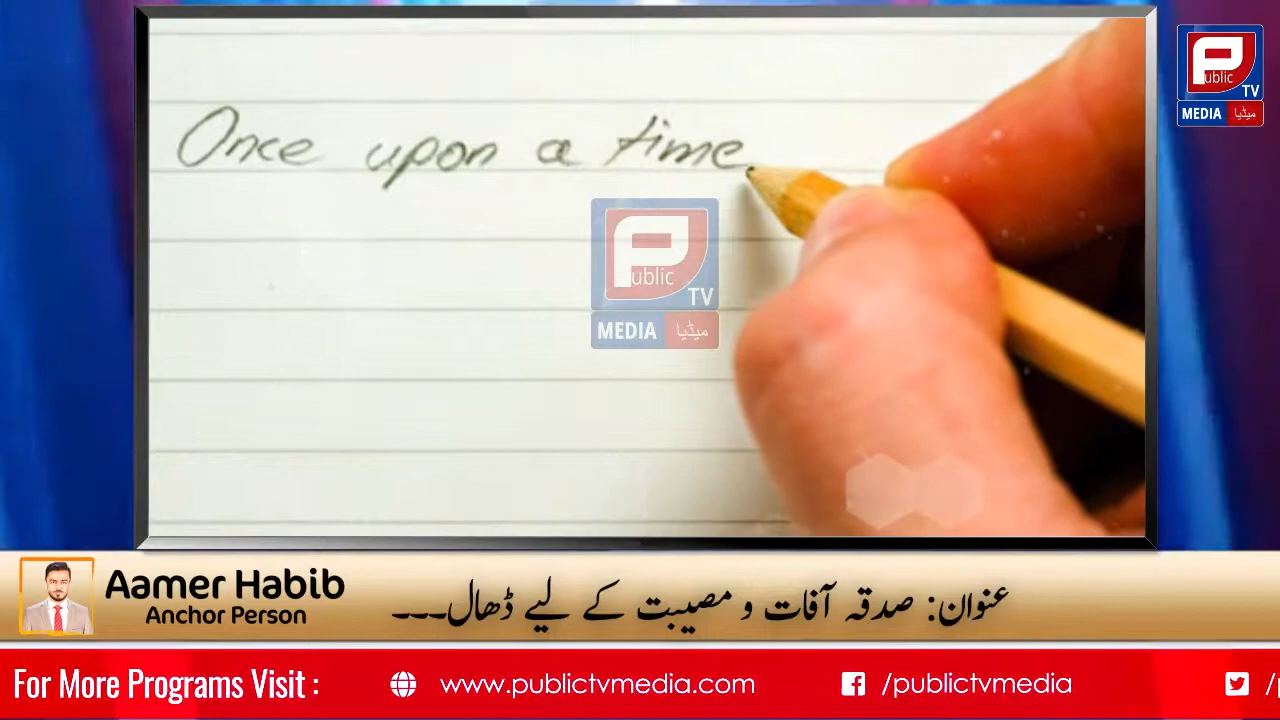 Once upon a time
Public
TV
MEDIA میڈیا
Public
TV
MEDIA میڈیا
Aamer Habib
Anchor Person
عنوان: صدقہ آفات و مصیبت کے لیے ڈھال۔۔۔
For More Programs Visit :
www.publictvmedia.com
/publictvmedia